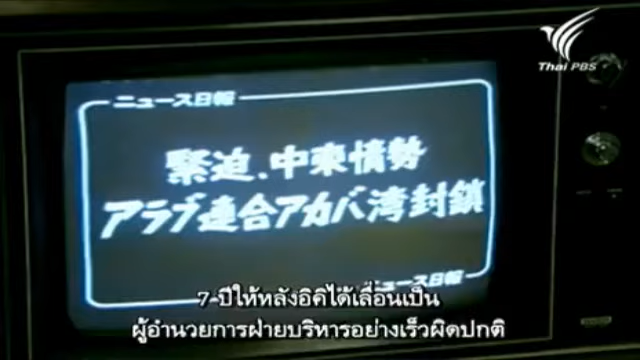 Thai PBS
ニュース日報
緊迫、中東情勢
アラブ連合アカバ湾封鎖
ニュース日報
7 ปีให้หลังอิคิได้เลื่อนเป็น
ผู้อำนวยการฝ่ายบริหารอย่างเร็วผิดปกติ